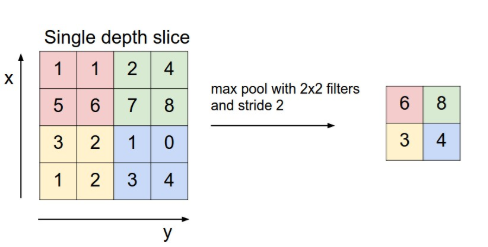 Single depth slice
x
1 1 2 4
5 6 7 8
3 2 1 0
1 2 3 4
y
max pool with 2x2 filters
and stride 2
6 8
3 4